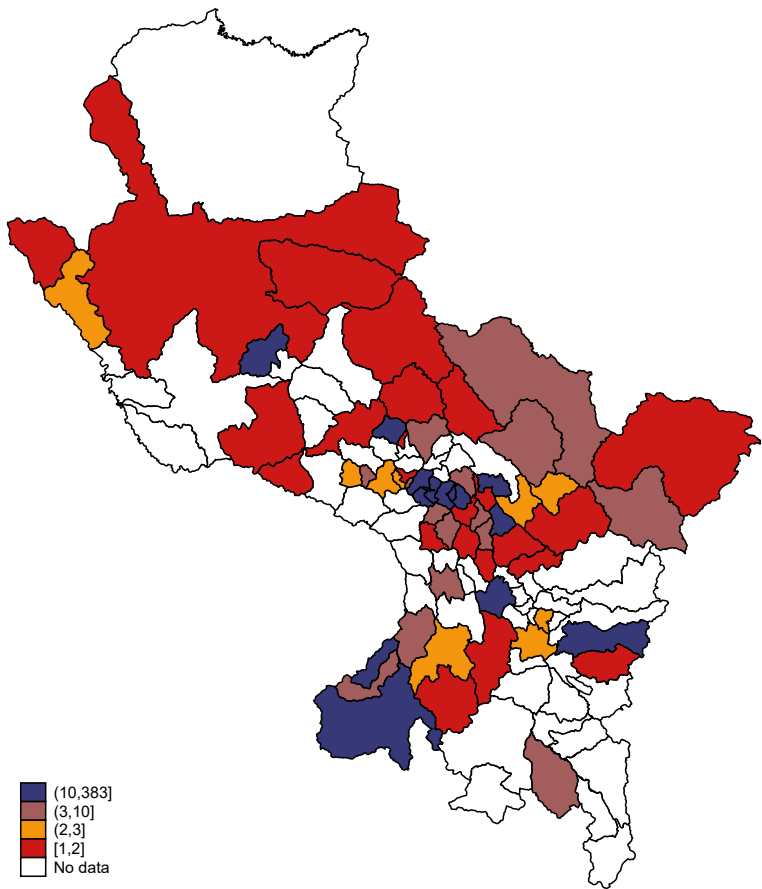 (10,383]
(3,10]
(2,3]
[1,2]
No data